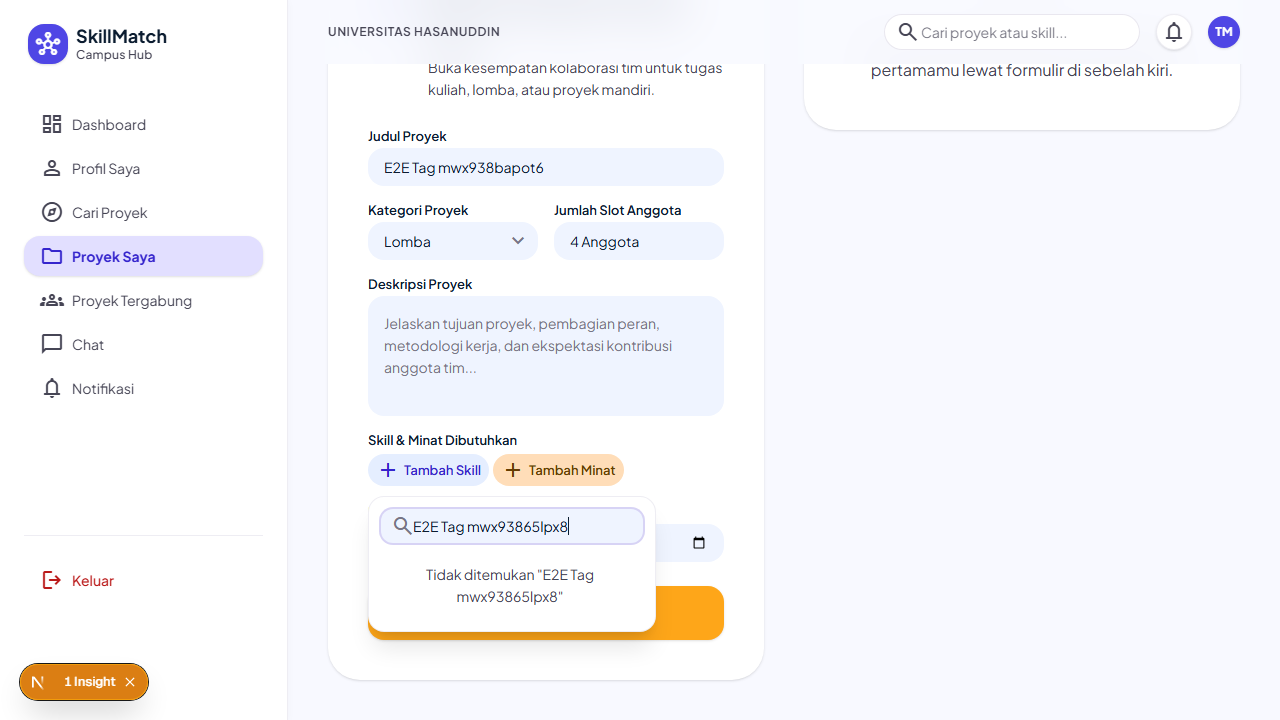 SkillMatch
Campus Hub
Dashboard
Profil Saya
Cari Proyek
Proyek Saya
Proyek Tergabung
Chat
Notifikasi
Keluar
1 Insight
UNIVERSITAS HASANUDDIN
Cari proyek atau skill...
TM
Buka kesempatan kolaborasi tim untuk tugas
kuliah, lomba, atau proyek mandiri.
Judul Proyek
E2E Tag mwx938bapot6
Kategori Proyek
Jumlah Slot Anggota
Lomba
4 Anggota
Deskripsi Proyek
Jelaskan tujuan proyek, pembagian peran,
metodologi kerja, dan ekspektasi kontribusi
anggota tim...
Skill & Minat Dibutuhkan
Tambah Skill
Tambah Minat
E2E Tag mwx93865lpx8
Tidak ditemukan "E2E Tag
mwx93865lpx8"
pertamamu lewat formulir di sebelah kiri.